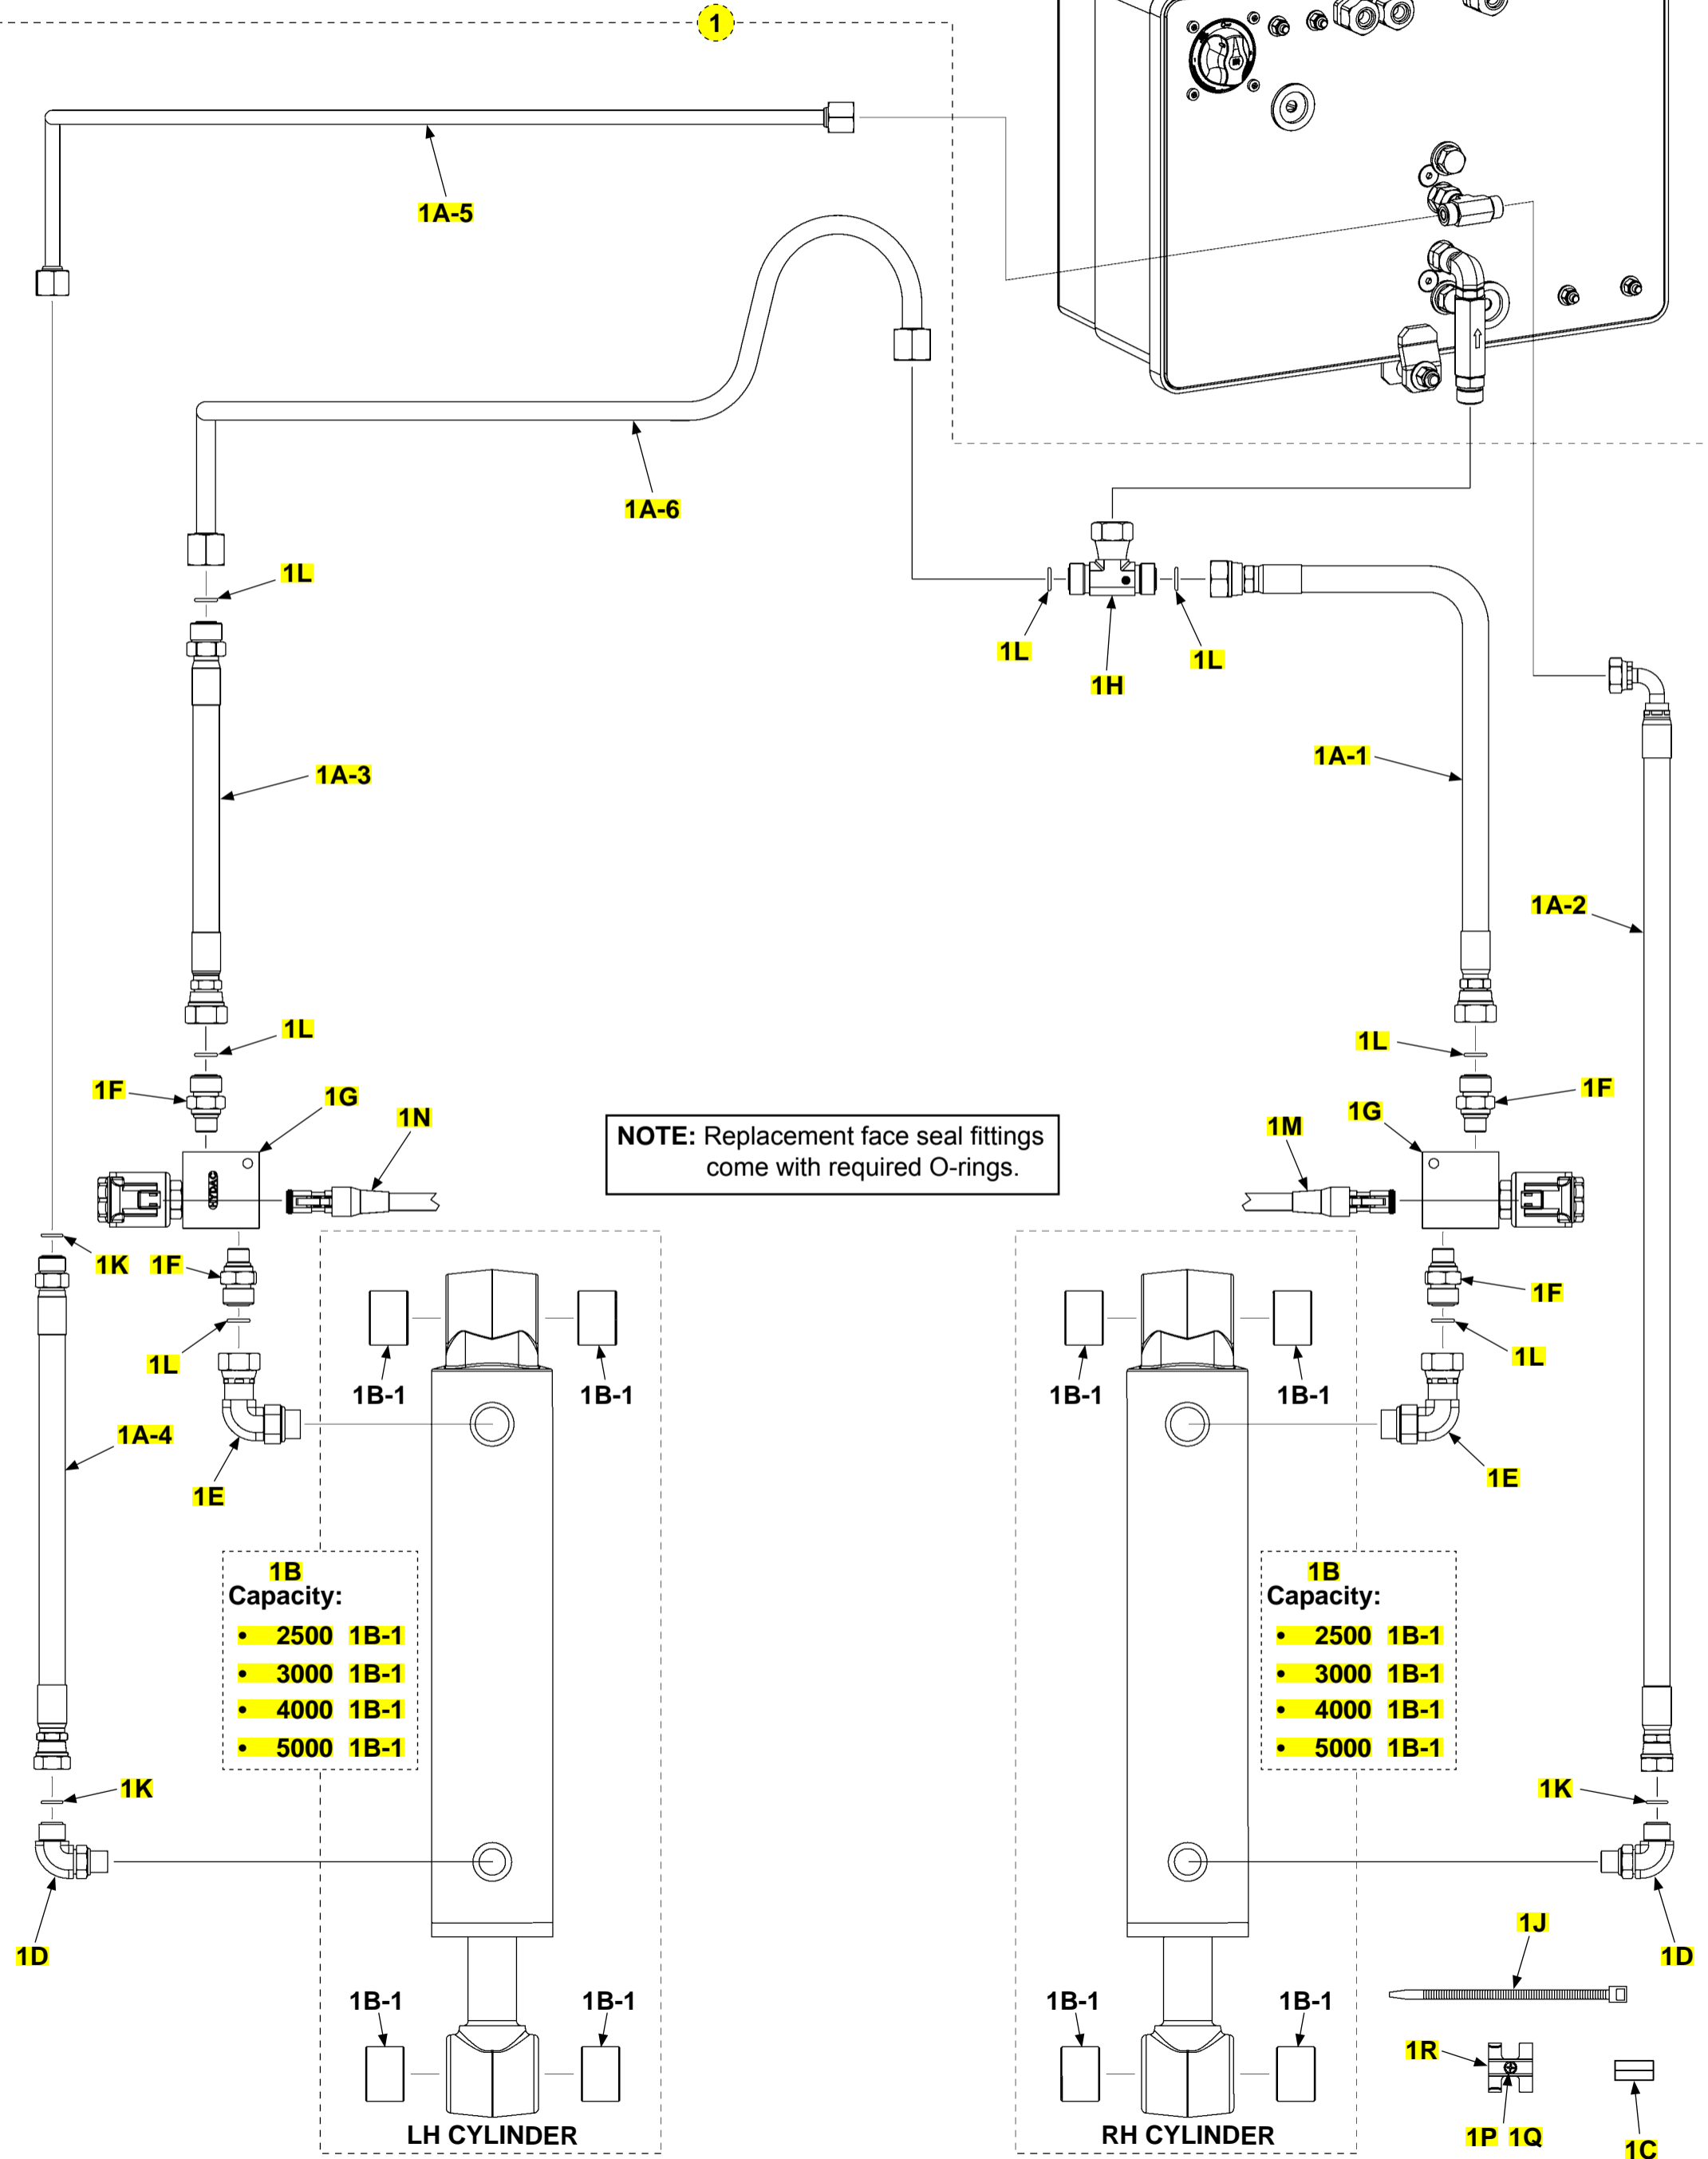 1
1A-5
1A-6
1L
1L
1L
1H
1A-3
1A-1
1A-2
1L
1L
1F
1G
1N
1M
1G
1F
NOTE: Replacement face seal fittings
come with required O-rings.
HYDAC
1K
1F
1F
1L
1L
1B-1
1B-1
1B-1
1B-1
1A-4
1E
1E
1B
Capacity:
• 2500 1B-1
• 3000 1B-1
• 4000 1B-1
• 5000 1B-1
1B
Capacity:
• 2500 1B-1
• 3000 1B-1
• 4000 1B-1
• 5000 1B-1
1K
1K
1D
1D
1J
1B-1
1B-1
1B-1
1B-1
1R
1P 1Q
1C
LH CYLINDER
RH CYLINDER